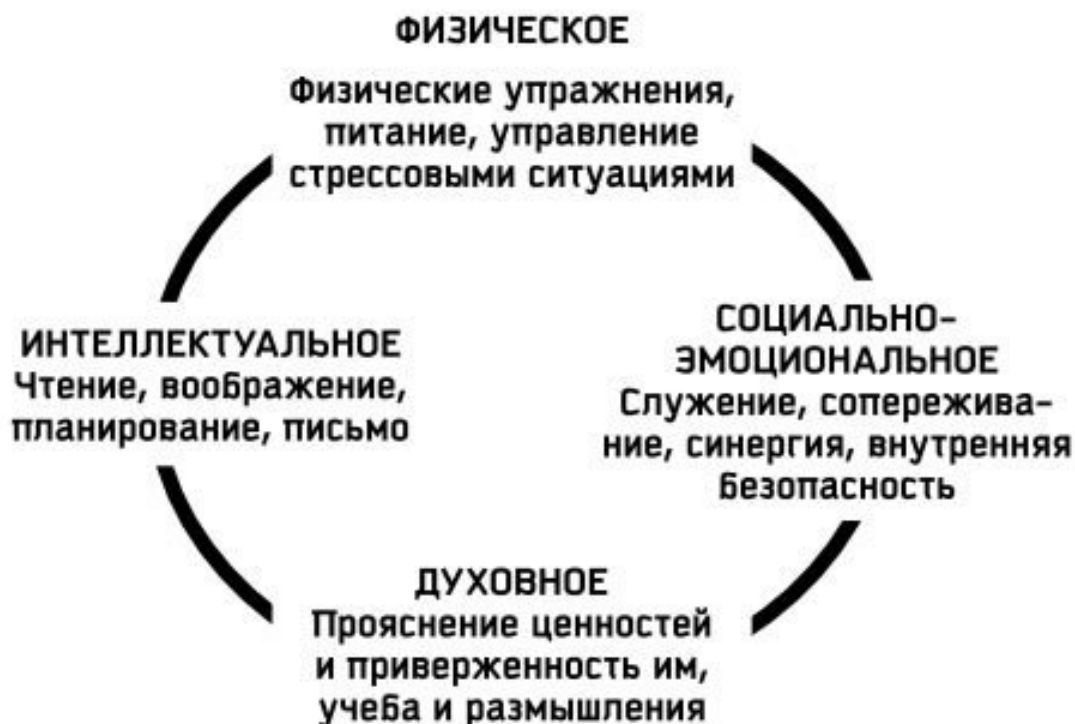 ФИЗИЧЕСКОЕ
Физические упражнения,
питание, управление
стрессовыми ситуациями
ИНТЕЛЛЕКТУАЛЬНОЕ
Чтение, воображение,
планирование, письмо
СОЦИАЛЬНО-
ЭМОЦИОНАЛЬНОЕ
Служение, сопережива-
ние, синергия, внутренняя
безопасность
ДУХОВНОЕ
Прояснение ценностей
и приверженность им,
учеба и размышления